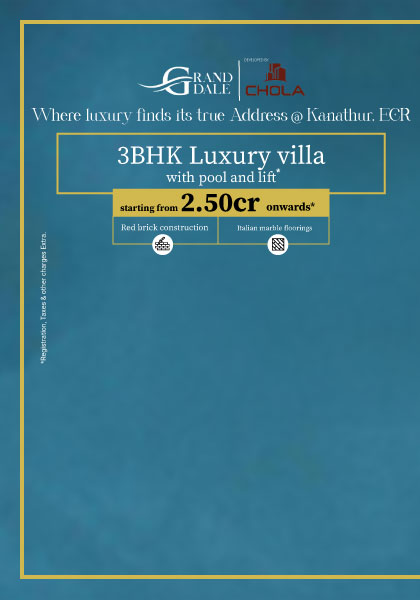 GRAND
DALE
DEVELOPED BY
CHOLA
Where luxury finds its true Address @ Kanathur, ECR
3BHK Luxury villa
with pool and lift*
starting from 2.50cr onwards*
Red brick construction
Italian marble floorings
*Registration, Taxes & other charges Extra.